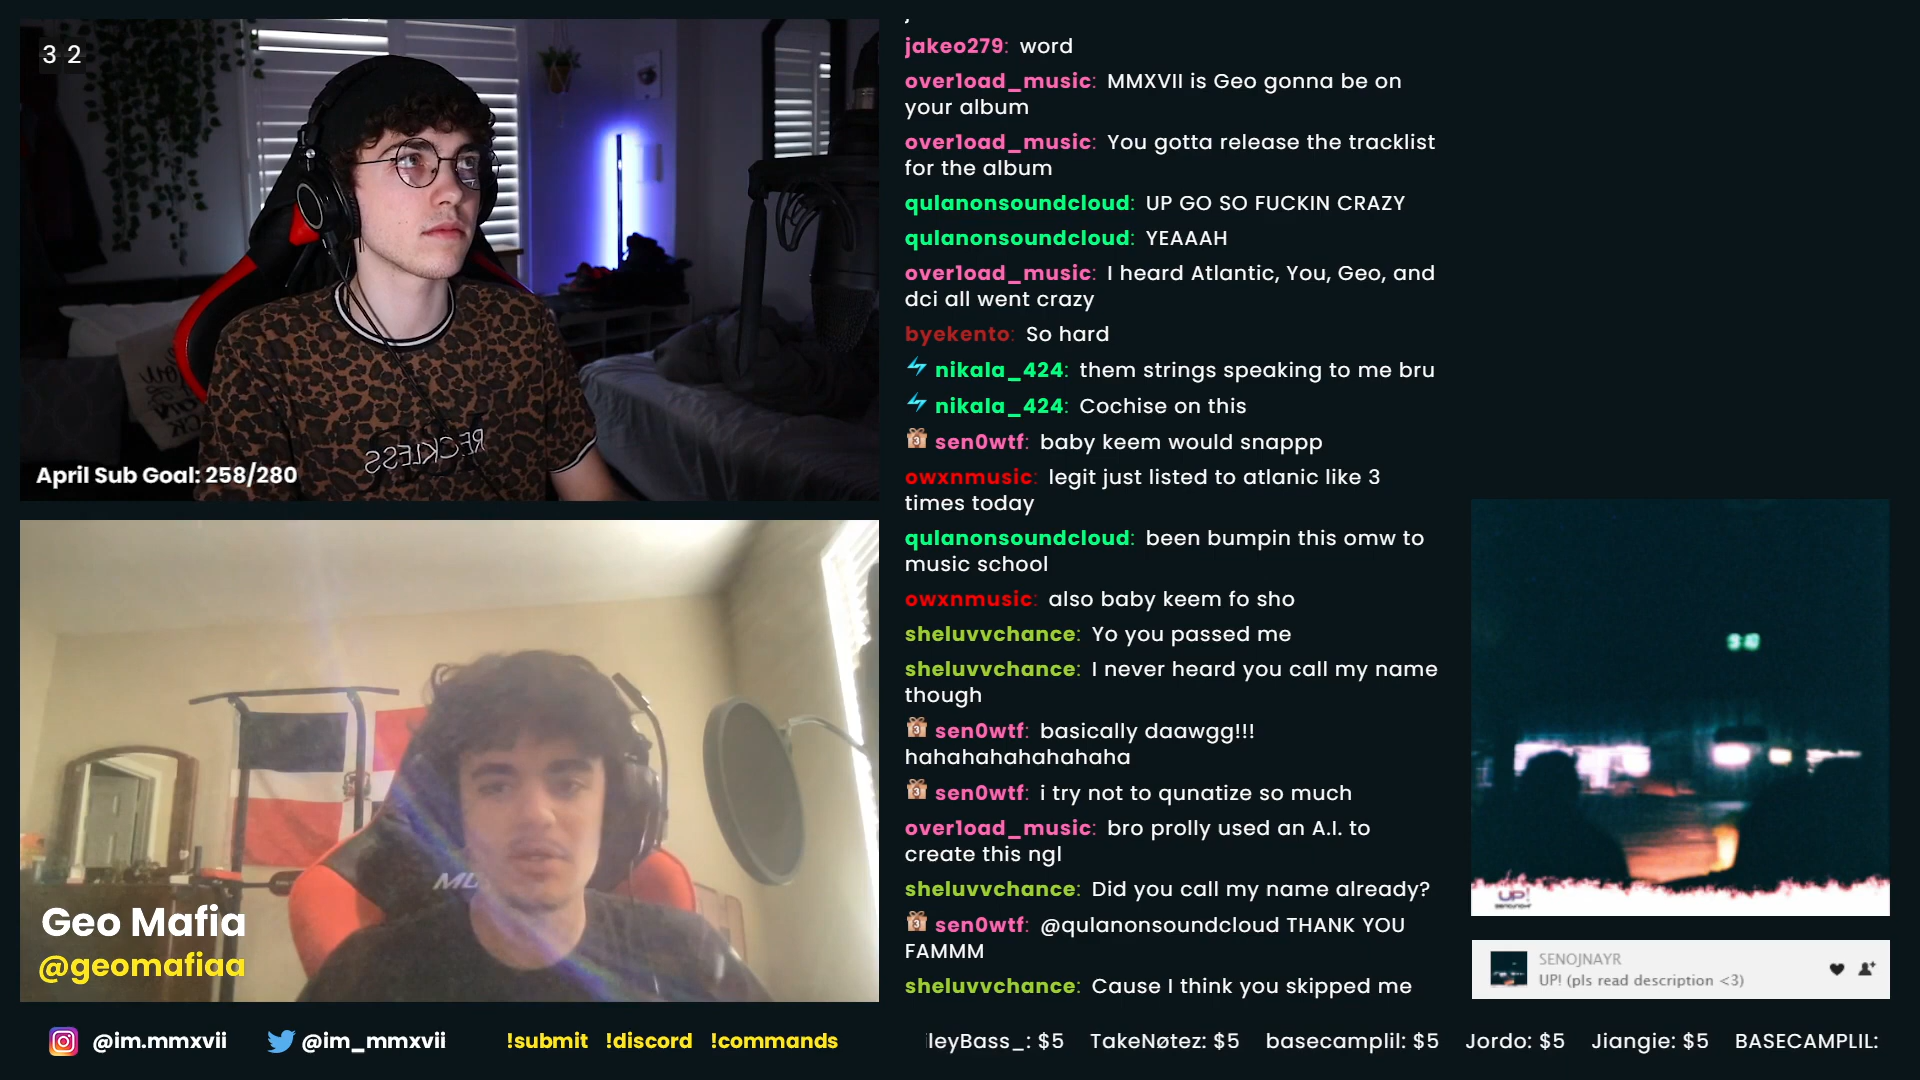 3 2
RECKLESS
April Sub Goal: 258/280
Geo Mafia
@geomafiaa
jakeo279: word
over1oad_music: MMXVII is Geo gonna be on
your album
over1oad_music: You gotta release the tracklist
for the album
qulanonsoundcloud: UP GO SO FUCKIN CRAZY
qulanonsoundcloud: YEAAAH
over1oad_music: I heard Atlantic, You, Geo, and
dci all went crazy
byekento: So hard
nikala_424: them strings speaking to me bru
nikala_424: Cochise on this
sen0wtf: baby keem would snappp
owxnmusic: legit just listed to atlanic like 3
times today
qulanonsoundcloud: been bumpin this omw to
music school
owxnmusic: also baby keem fo sho
sheluvvchance: Yo you passed me
sheluvvchance: I never heard you call my name
though
sen0wtf: basically daawgg!!!
hahahahahahahaha
sen0wtf: i try not to qunatize so much
over1oad_music: bro prolly used an A.I. to
create this ngl
sheluvvchance: Did you call my name already?
sen0wtf: @qulanonsoundcloud THANK YOU
FAMMM
sheluvvchance: Cause I think you skipped me
UP!
SENOJNAYR
UP! (pls read description <3)
@im.mmxvii @im_mmxvii !submit !discord !commands
leyBass_: $5 TakeNøtez: $5 basecamplil: $5 Jordo: $5 Jiangie: $5 BASECAMPLIL: